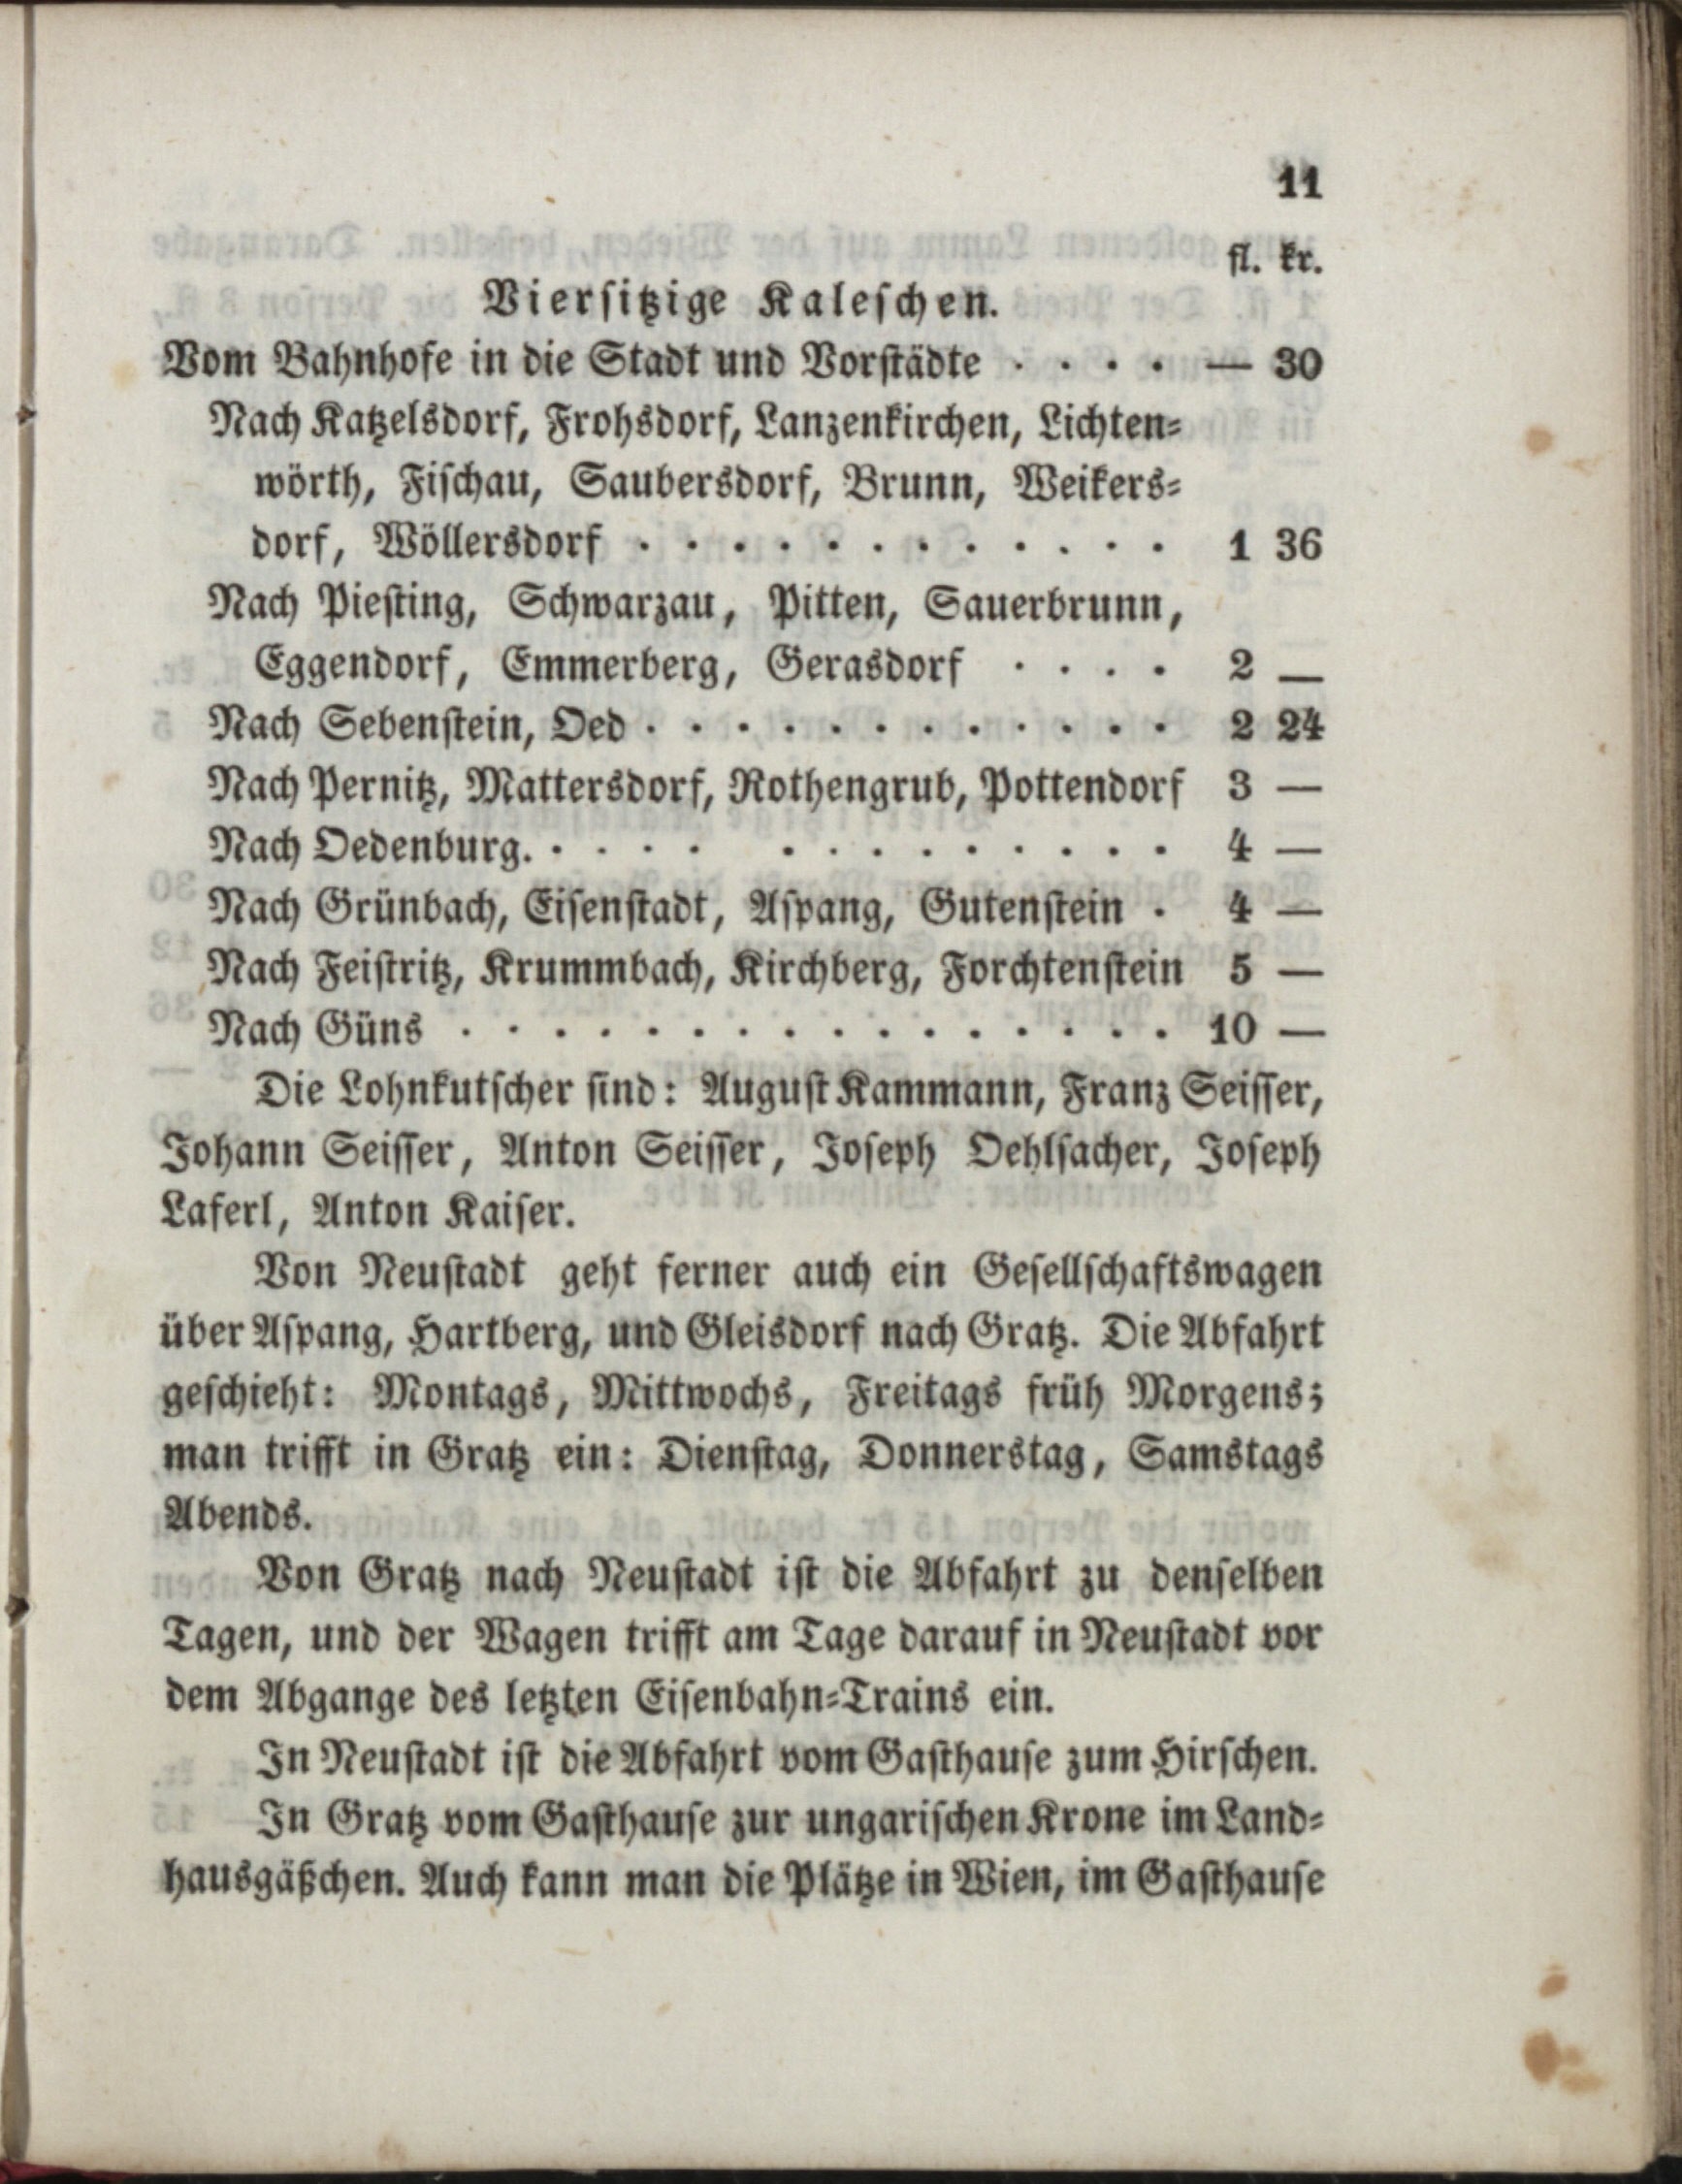 11
fl. kr.
Viersitzige Kaleschen.
Vom Bahnhofe in die Stadt und Vorstädte . . . . — 30
Nach Katzelsdorf, Frohsdorf, Lanzenkirchen, Lichten-
wörth, Fischau, Saubersdorf, Brunn, Weikers-
dorf, Wöllersdorf . . . . . . . . . . . . 1 36
Nach Piesting, Schwarzau, Pitten, Sauerbrunn,
Eggendorf, Emmerberg, Gerasdorf . . . . 2 —
Nach Sebenstein, Oed . . . . . . . . . . . . 2 24
Nach Pernitz, Mattersdorf, Rothengrub, Pottendorf 3 —
Nach Oedenburg. . . . . . . . . . . . . . 4 —
Nach Grünbach, Eisenstadt, Aspang, Gutenstein . 4 —
Nach Feistritz, Krummbach, Kirchberg, Forchtenstein 5 —
Nach Güns . . . . . . . . . . . . . . . . 10 —
Die Lohnkutscher sind: August Kammann, Franz Seisser,
Johann Seisser, Anton Seisser, Joseph Oehlsacher, Joseph
Laferl, Anton Kaiser.
Von Neustadt geht ferner auch ein Gesellschaftswagen
über Aspang, Hartberg, und Gleisdorf nach Gratz. Die Abfahrt
geschieht: Montags, Mittwochs, Freitags früh Morgens;
man trifft in Gratz ein: Dienstag, Donnerstag, Samstags
Abends.
Von Gratz nach Neustadt ist die Abfahrt zu denselben
Tagen, und der Wagen trifft am Tage darauf in Neustadt vor
dem Abgange des letzten Eisenbahn-Trains ein.
In Neustadt ist die Abfahrt vom Gasthause zum Hirschen.
In Gratz vom Gasthause zur ungarischen Krone im Land-
hausgäßchen. Auch kann man die Plätze in Wien, im Gasthause